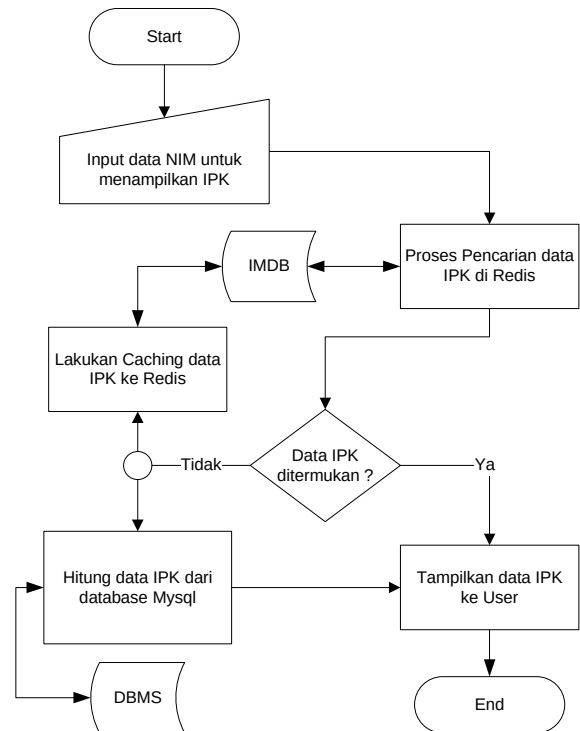 Start
Input data NIM untuk
menampilkan IPK
IMDB
Proses Pencarian data
IPK di Redis
Lakukan Caching data
IPK ke Redis
Data IPK
ditermukan ?
Tidak
Ya
Hitung data IPK dari
database Mysql
Tampilkan data IPK
ke User
DBMS
End